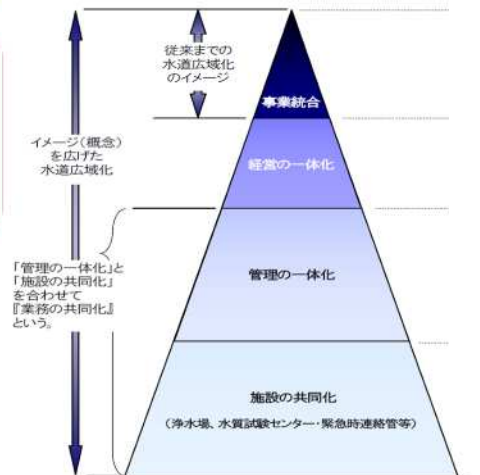 従来までの
水道広域化
のイメージ
事業統合
イメージ(概念)
を広げた
水道広域化
経営の一体化
「管理の一体化」と
「施設の共同化」
を合わせて
『業務の共同化』
という。
管理の一体化
施設の共同化
(浄水場、水質試験センター・緊急時連絡管等)